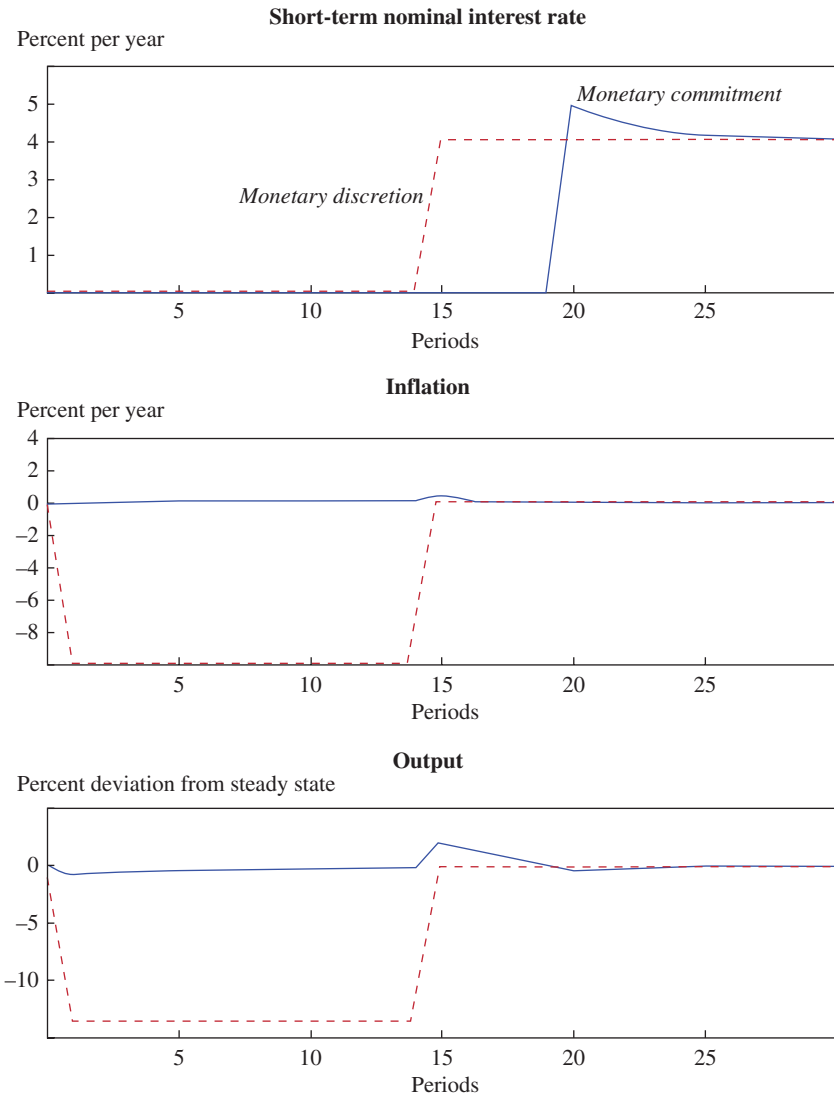 Short-term nominal interest rate
Percent per year
5
4
3
2
1
Monetary commitment
Monetary discretion
5 10 15 20 25
Periods
Inflation
Percent per year
4
2
0
–2
–4
–6
–8
5 10 15 20 25
Periods
Output
Percent deviation from steady state
0
–5
–10
5 10 15 20 25
Periods